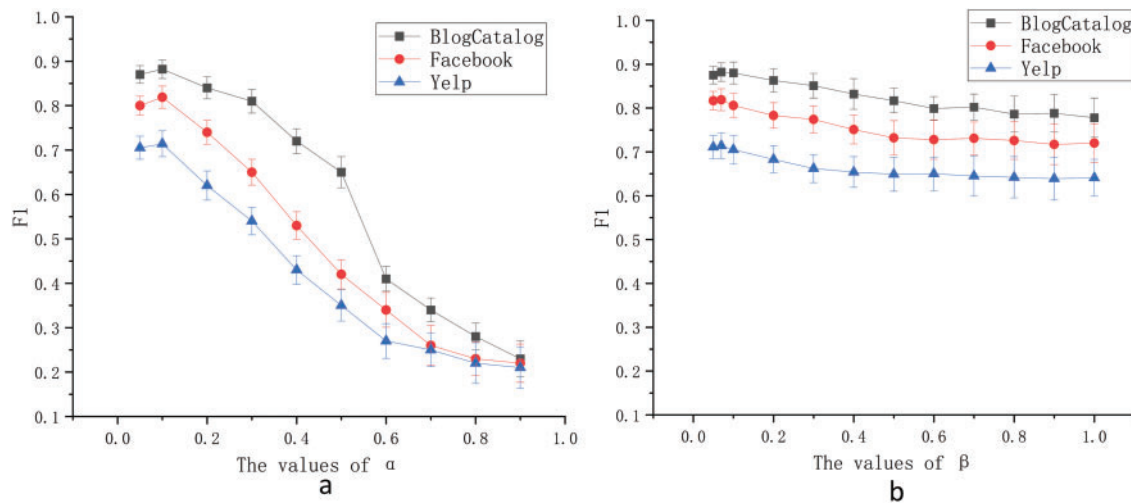 1.0
0.9
0.8
0.7
0.6
0.5
0.4
0.3
0.2
0.1
F1
BlogCatalog
Facebook
Yelp
0.0 0.2 0.4 0.6 0.8 1.0
The values of α
a
1.0
0.9
0.8
0.7
0.6
0.5
0.4
0.3
0.2
0.1
F1
BlogCatalog
Facebook
Yelp
0.0 0.2 0.4 0.6 0.8 1.0
The values of β
b